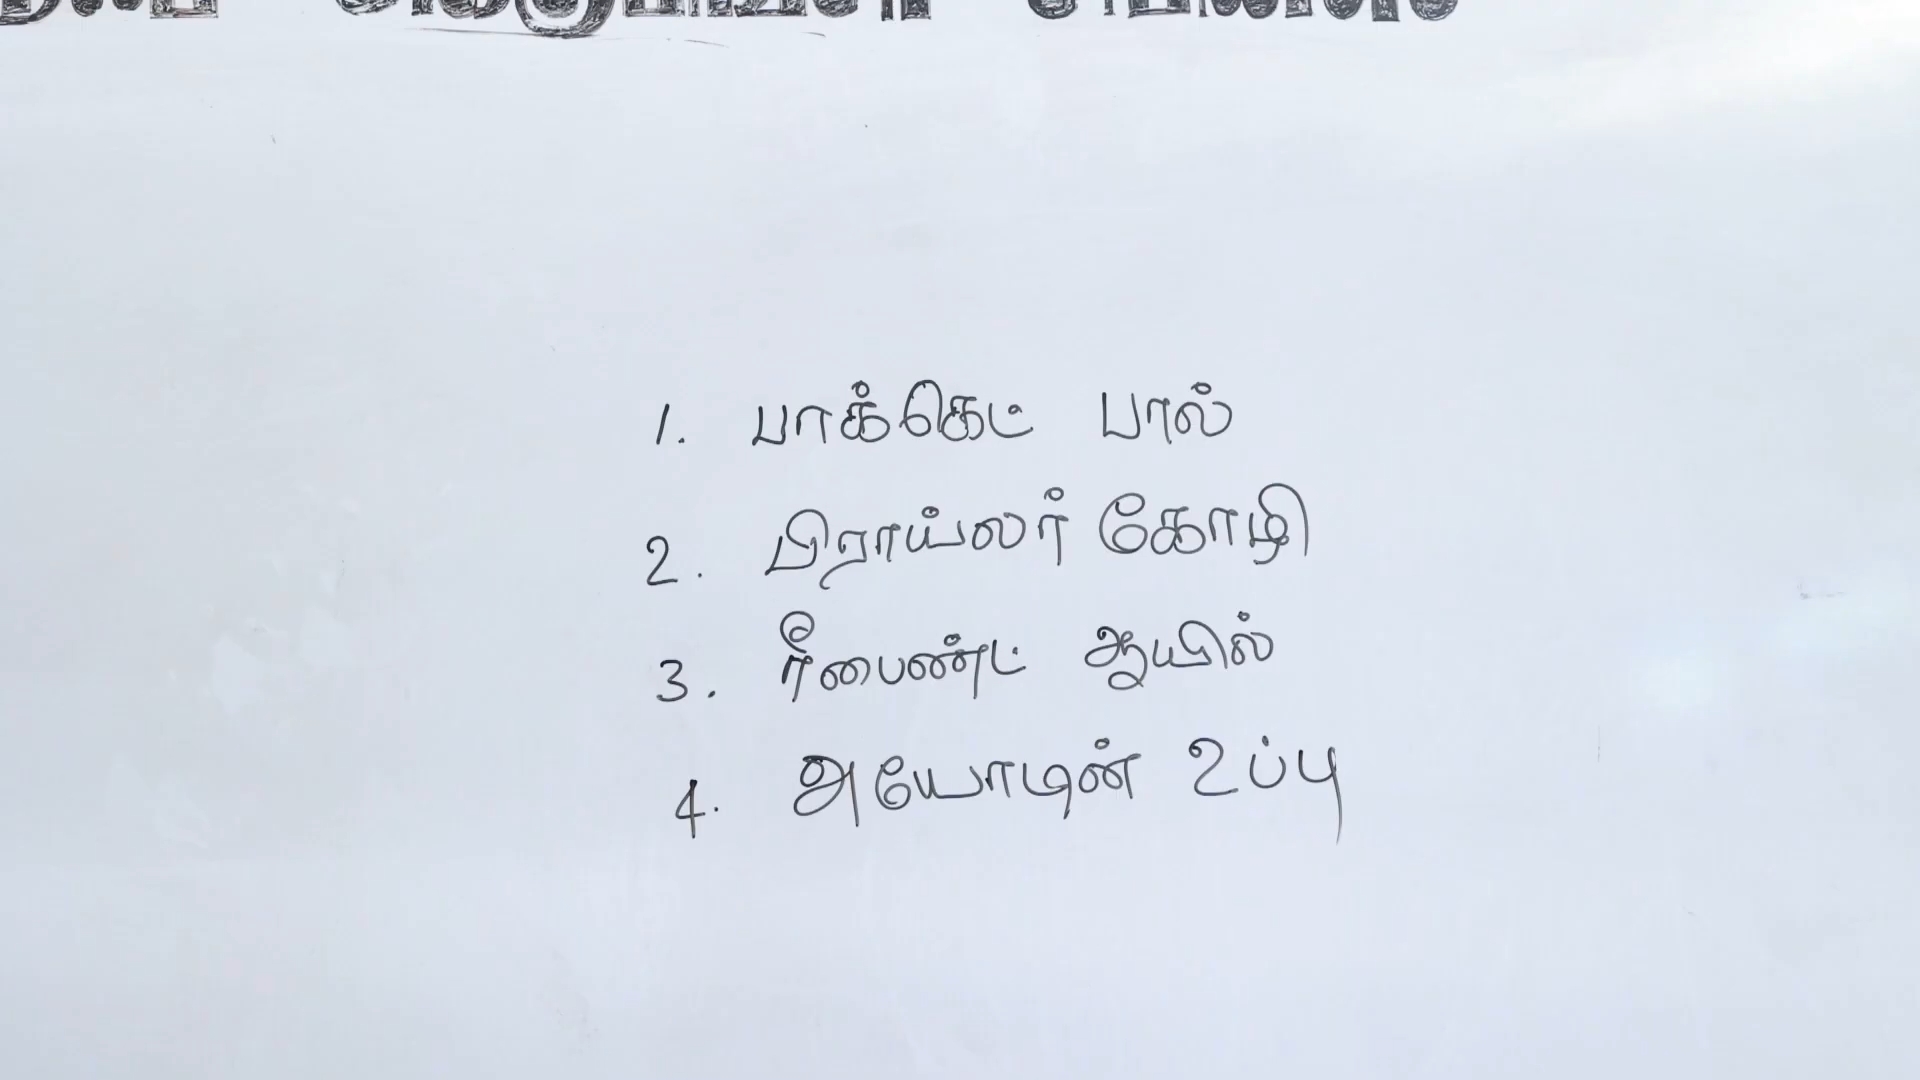 1. பாக்கெட் பால்
2. பிராய்லர் கோழி
3. ரீபைண்ட் ஆயில்
4. அயோடின் உப்பு